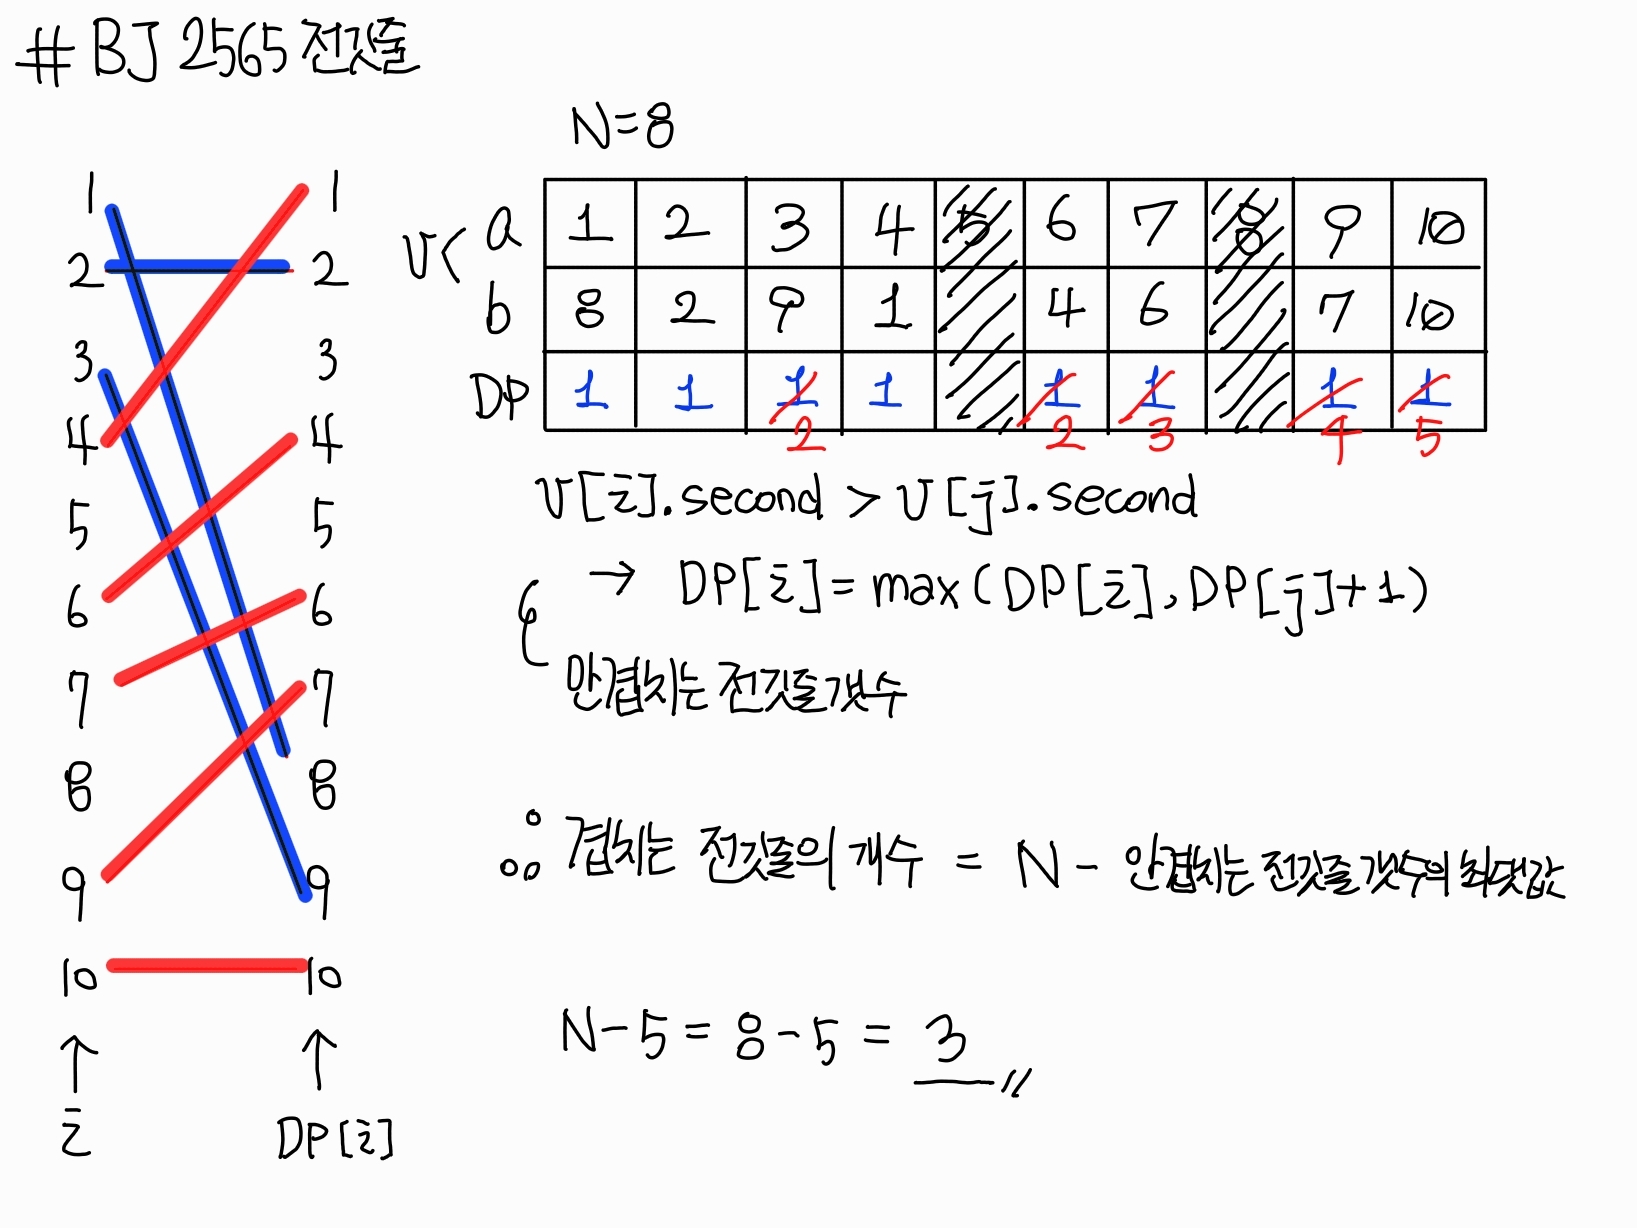 # BJ 2565 전깃줄
N=8
1 1
2 2
3 3
4 4
5 5
6 6
7 7
8 8
9 9
10 10
↑ ↑
i DP[i]
v< a 1 2 3 4 5 6 7 8 9 10
b 8 2 9 1 4 6 7 10
DP 1 1 1 1 1 1 1 1
2 2 3 4 5
v[i].second > v[j].second
→ DP[i]=max(DP[i],DP[j]+1)
안겹치는 전깃줄 갯수
∴ 겹치는 전깃줄의 개수 = N - 안겹치는 전깃줄 갯수의 최댓값
N-5=8-5=3